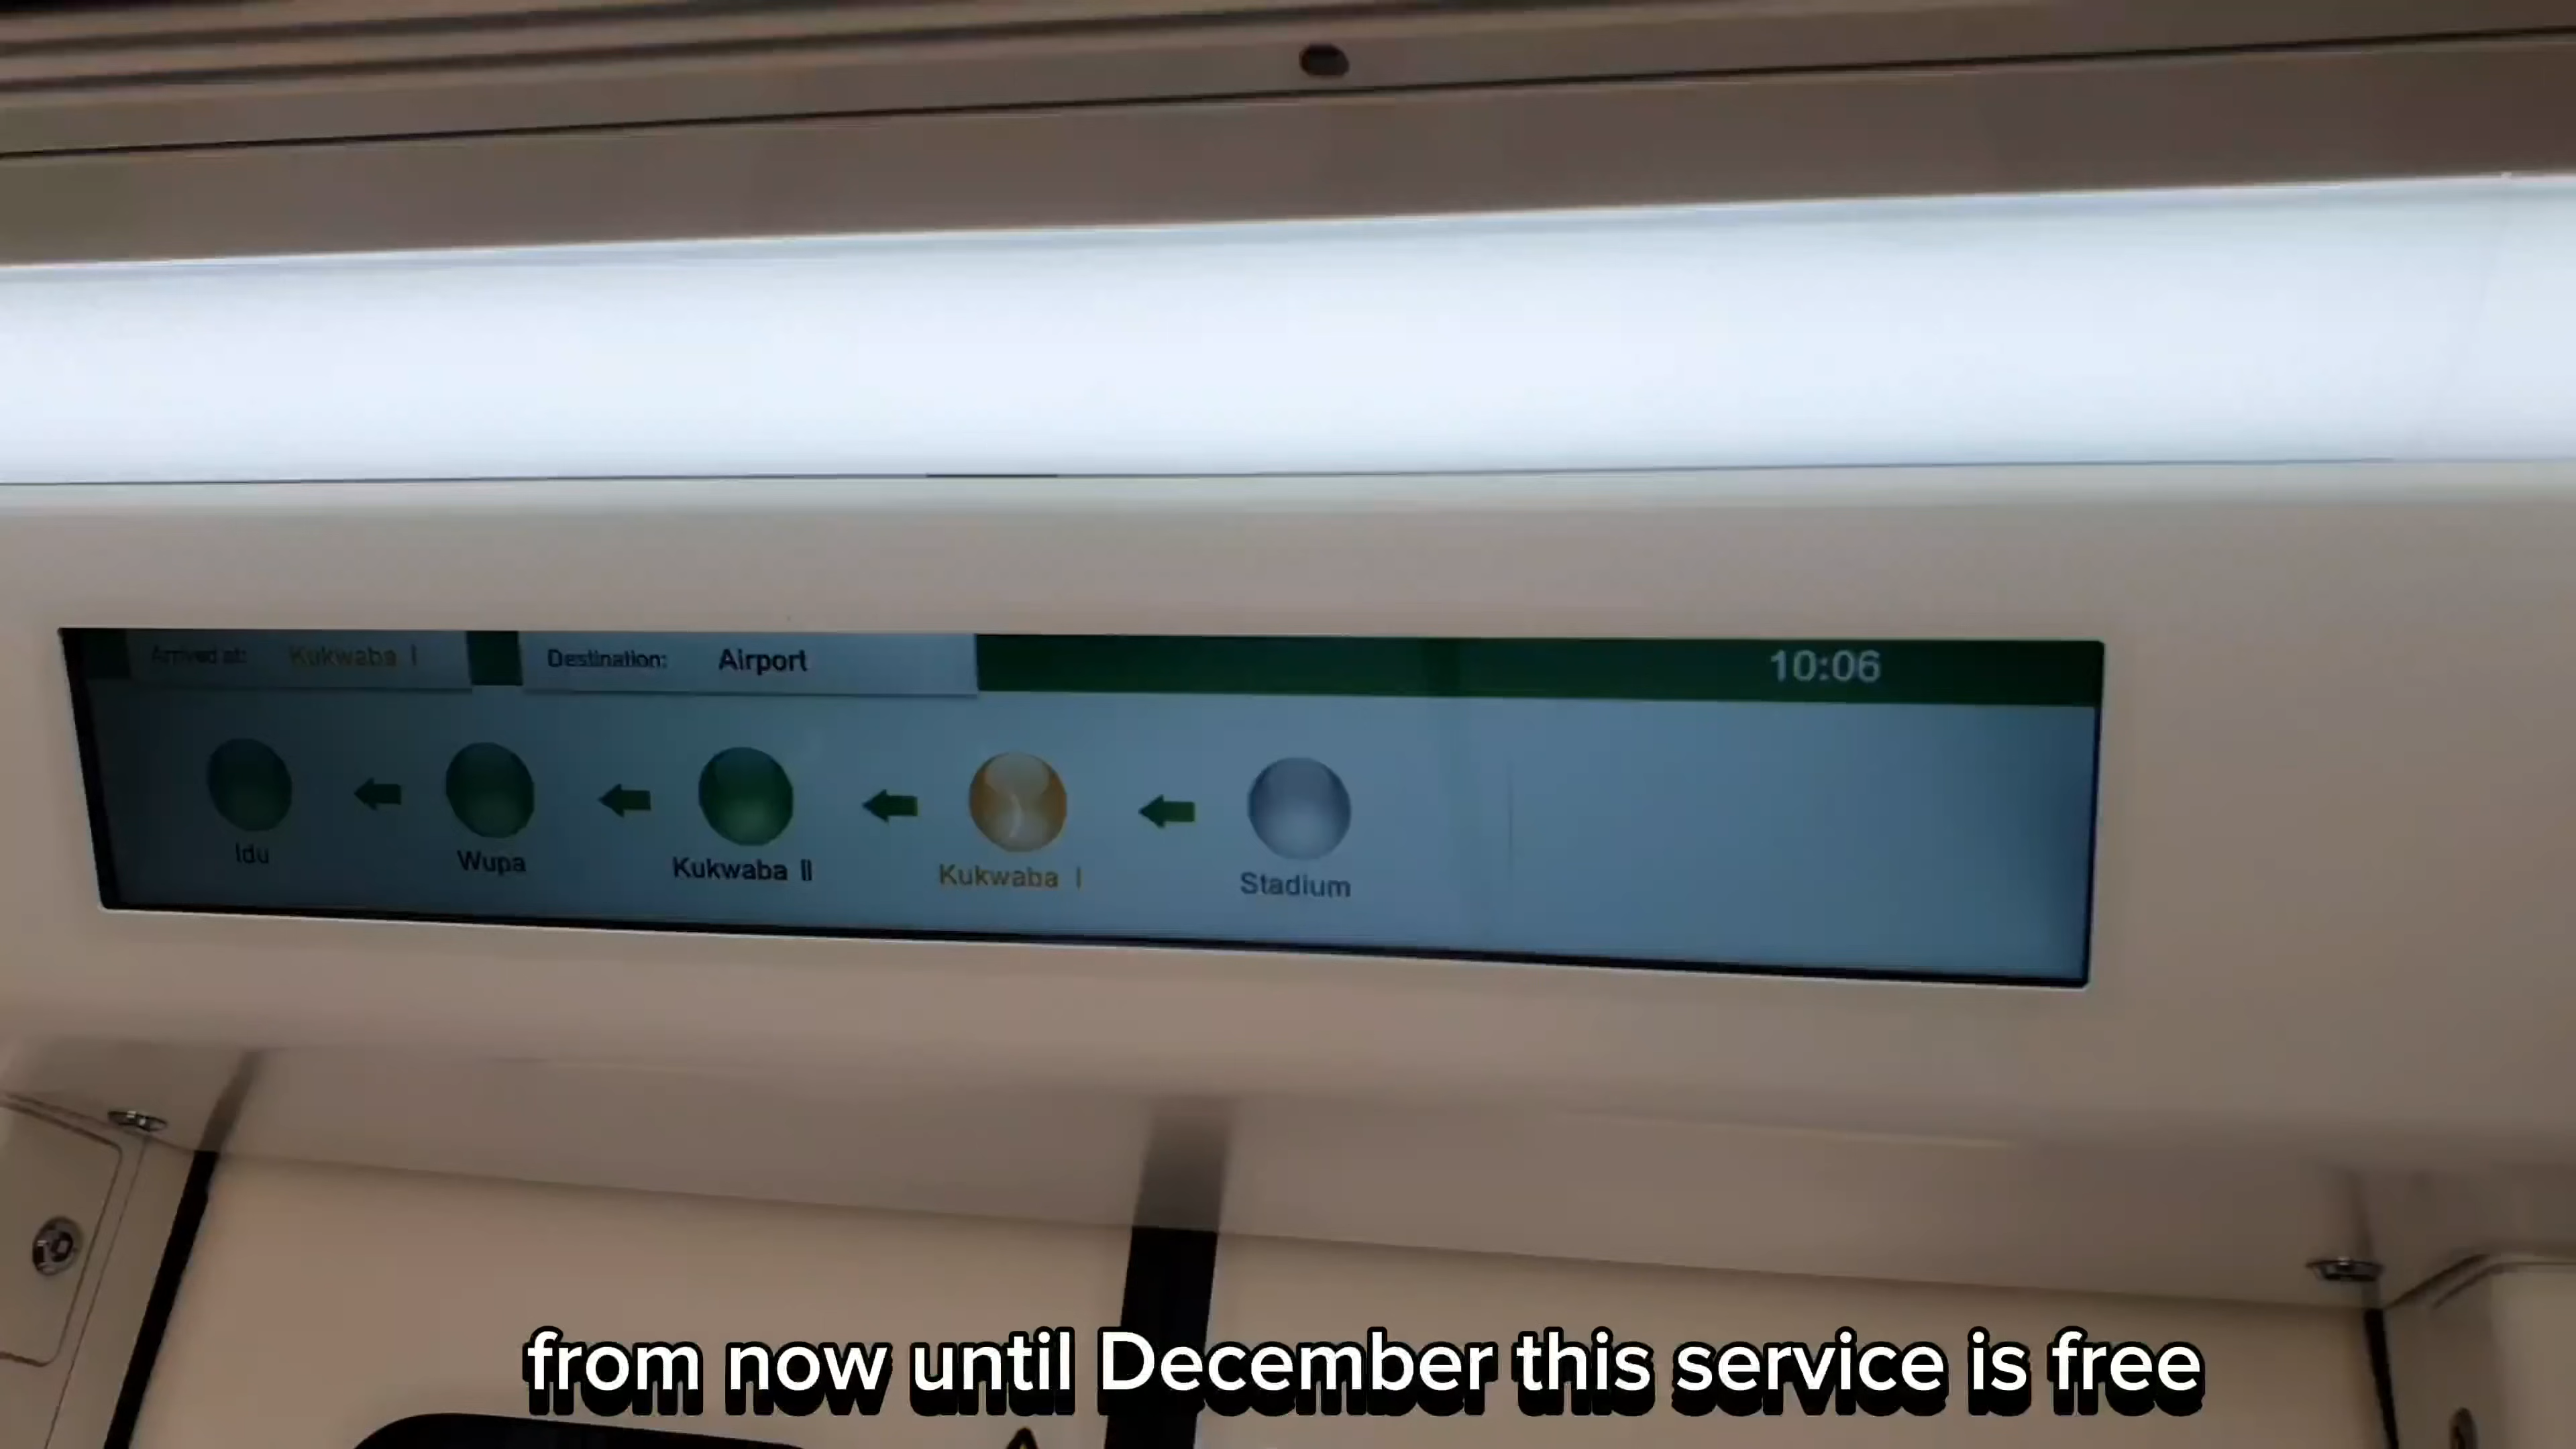 Arrived at: Kukwaba I
Destination: Airport
10:06
Idu
Wupa
Kukwaba II
Kukwaba I
Stadium
from now until December this service is free